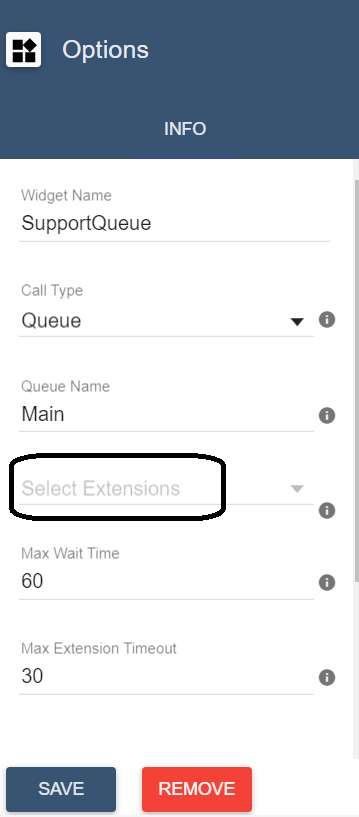 Options
INFO
Widget Name
SupportQueue
Call Type
Queue
Queue Name
Main
Select Extensions
Max Wait Time
60
Max Extension Timeout
30
SAVE REMOVE